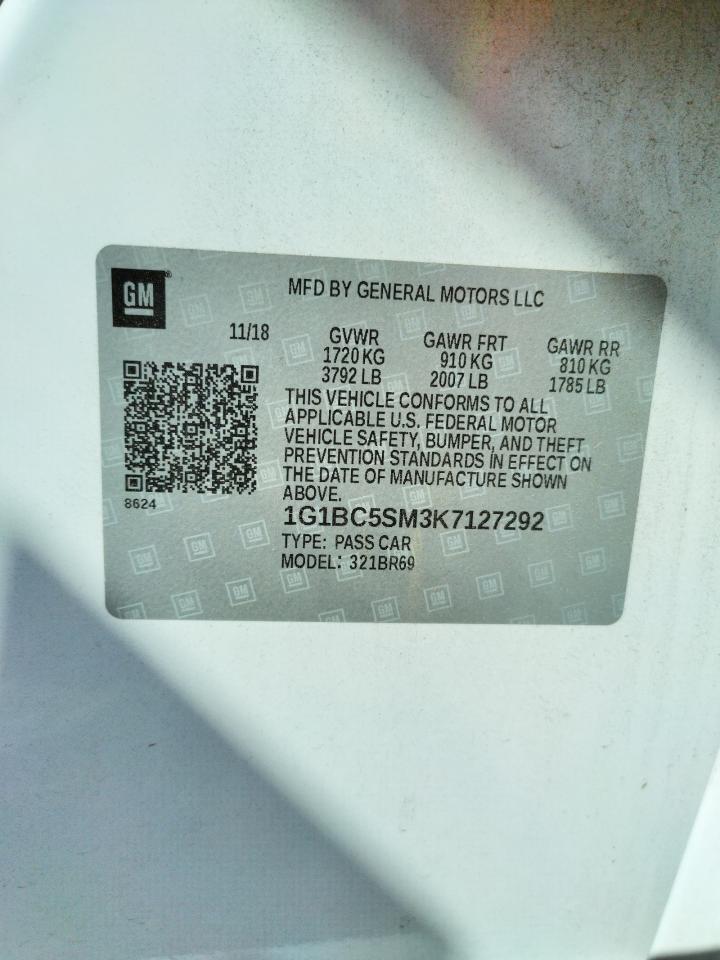 GM
MFD BY GENERAL MOTORS LLC
11/18
GVWR
1720 KG
3792 LB
GAWR FRT
910 KG
2007 LB
GAWR RR
810 KG
1785 LB
THIS VEHICLE CONFORMS TO ALL
APPLICABLE U.S. FEDERAL MOTOR
VEHICLE SAFETY, BUMPER, AND THEFT
PREVENTION STANDARDS IN EFFECT ON
THE DATE OF MANUFACTURE SHOWN
ABOVE.
8624
1G1BC5SM3K7127292
TYPE: PASS CAR
MODEL: 321BR69